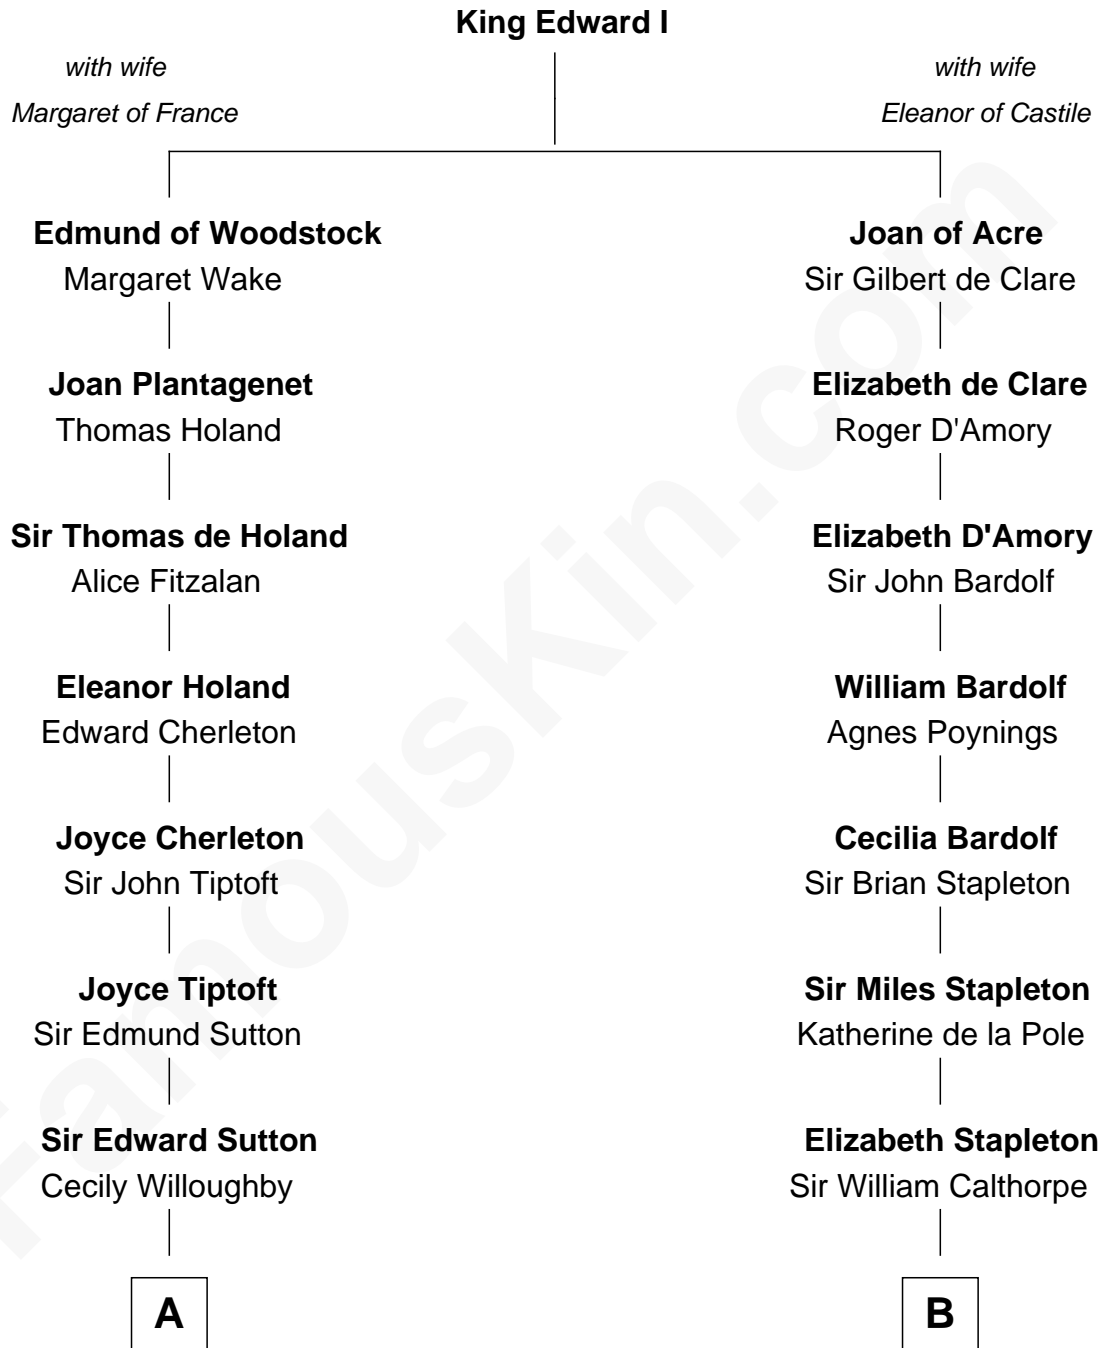 King Edward I
with wife
Margaret of France
with wife
Eleanor of Castile
Edmund of Woodstock
Margaret Wake
Joan of Acre
Sir Gilbert de Clare
Joan Plantagenet
Thomas Holand
Elizabeth de Clare
Roger D'Amory
Sir Thomas de Holand
Alice Fitzalan
Elizabeth D'Amory
Sir John Bardolf
Eleanor Holand
Edward Cherleton
William Bardolf
Agnes Poynings
Joyce Cherleton
Sir John Tiptoft
Cecilia Bardolf
Sir Brian Stapleton
Joyce Tiptoft
Sir Edmund Sutton
Sir Miles Stapleton
Katherine de la Pole
Sir Edward Sutton
Cecily Willoughby
Elizabeth Stapleton
Sir William Calthorpe
A
B
FamousKin.com